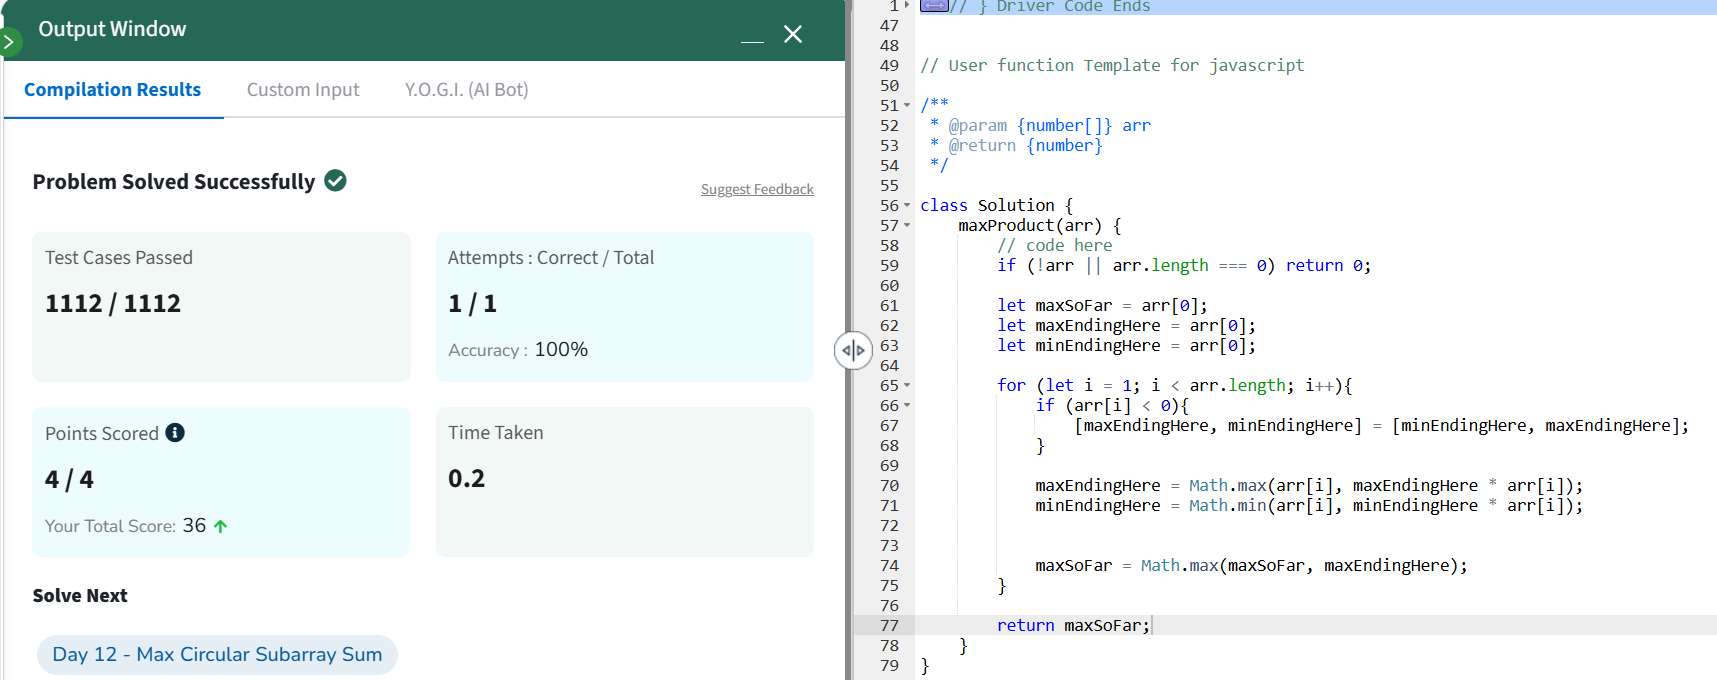 Output Window
Compilation Results
Custom Input
Y.O.G.I. (AI Bot)
Problem Solved Successfully
Suggest Feedback
Test Cases Passed
1112 / 1112
Attempts : Correct / Total
1 / 1
Accuracy : 100%
Points Scored
4 / 4
Your Total Score: 36
Time Taken
0.2
Solve Next
Day 12 - Max Circular Subarray Sum
1 // } Driver Code Ends
47
48
49 // User function Template for javascript
50
51 /**
52  * @param {number[]} arr
53  * @return {number}
54  */
55
56 class Solution {
57     maxProduct(arr) {
58         // code here
59         if (!arr || arr.length === 0) return 0;
60
61         let maxSoFar = arr[0];
62         let maxEndingHere = arr[0];
63         let minEndingHere = arr[0];
64
65         for (let i = 1; i < arr.length; i++){
66             if (arr[i] < 0){
67                 [maxEndingHere, minEndingHere] = [minEndingHere, maxEndingHere];
68             }
69
70             maxEndingHere = Math.max(arr[i], maxEndingHere * arr[i]);
71             minEndingHere = Math.min(arr[i], minEndingHere * arr[i]);
72
73
74             maxSoFar = Math.max(maxSoFar, maxEndingHere);
75         }
76
77         return maxSoFar;
78     }
79 }